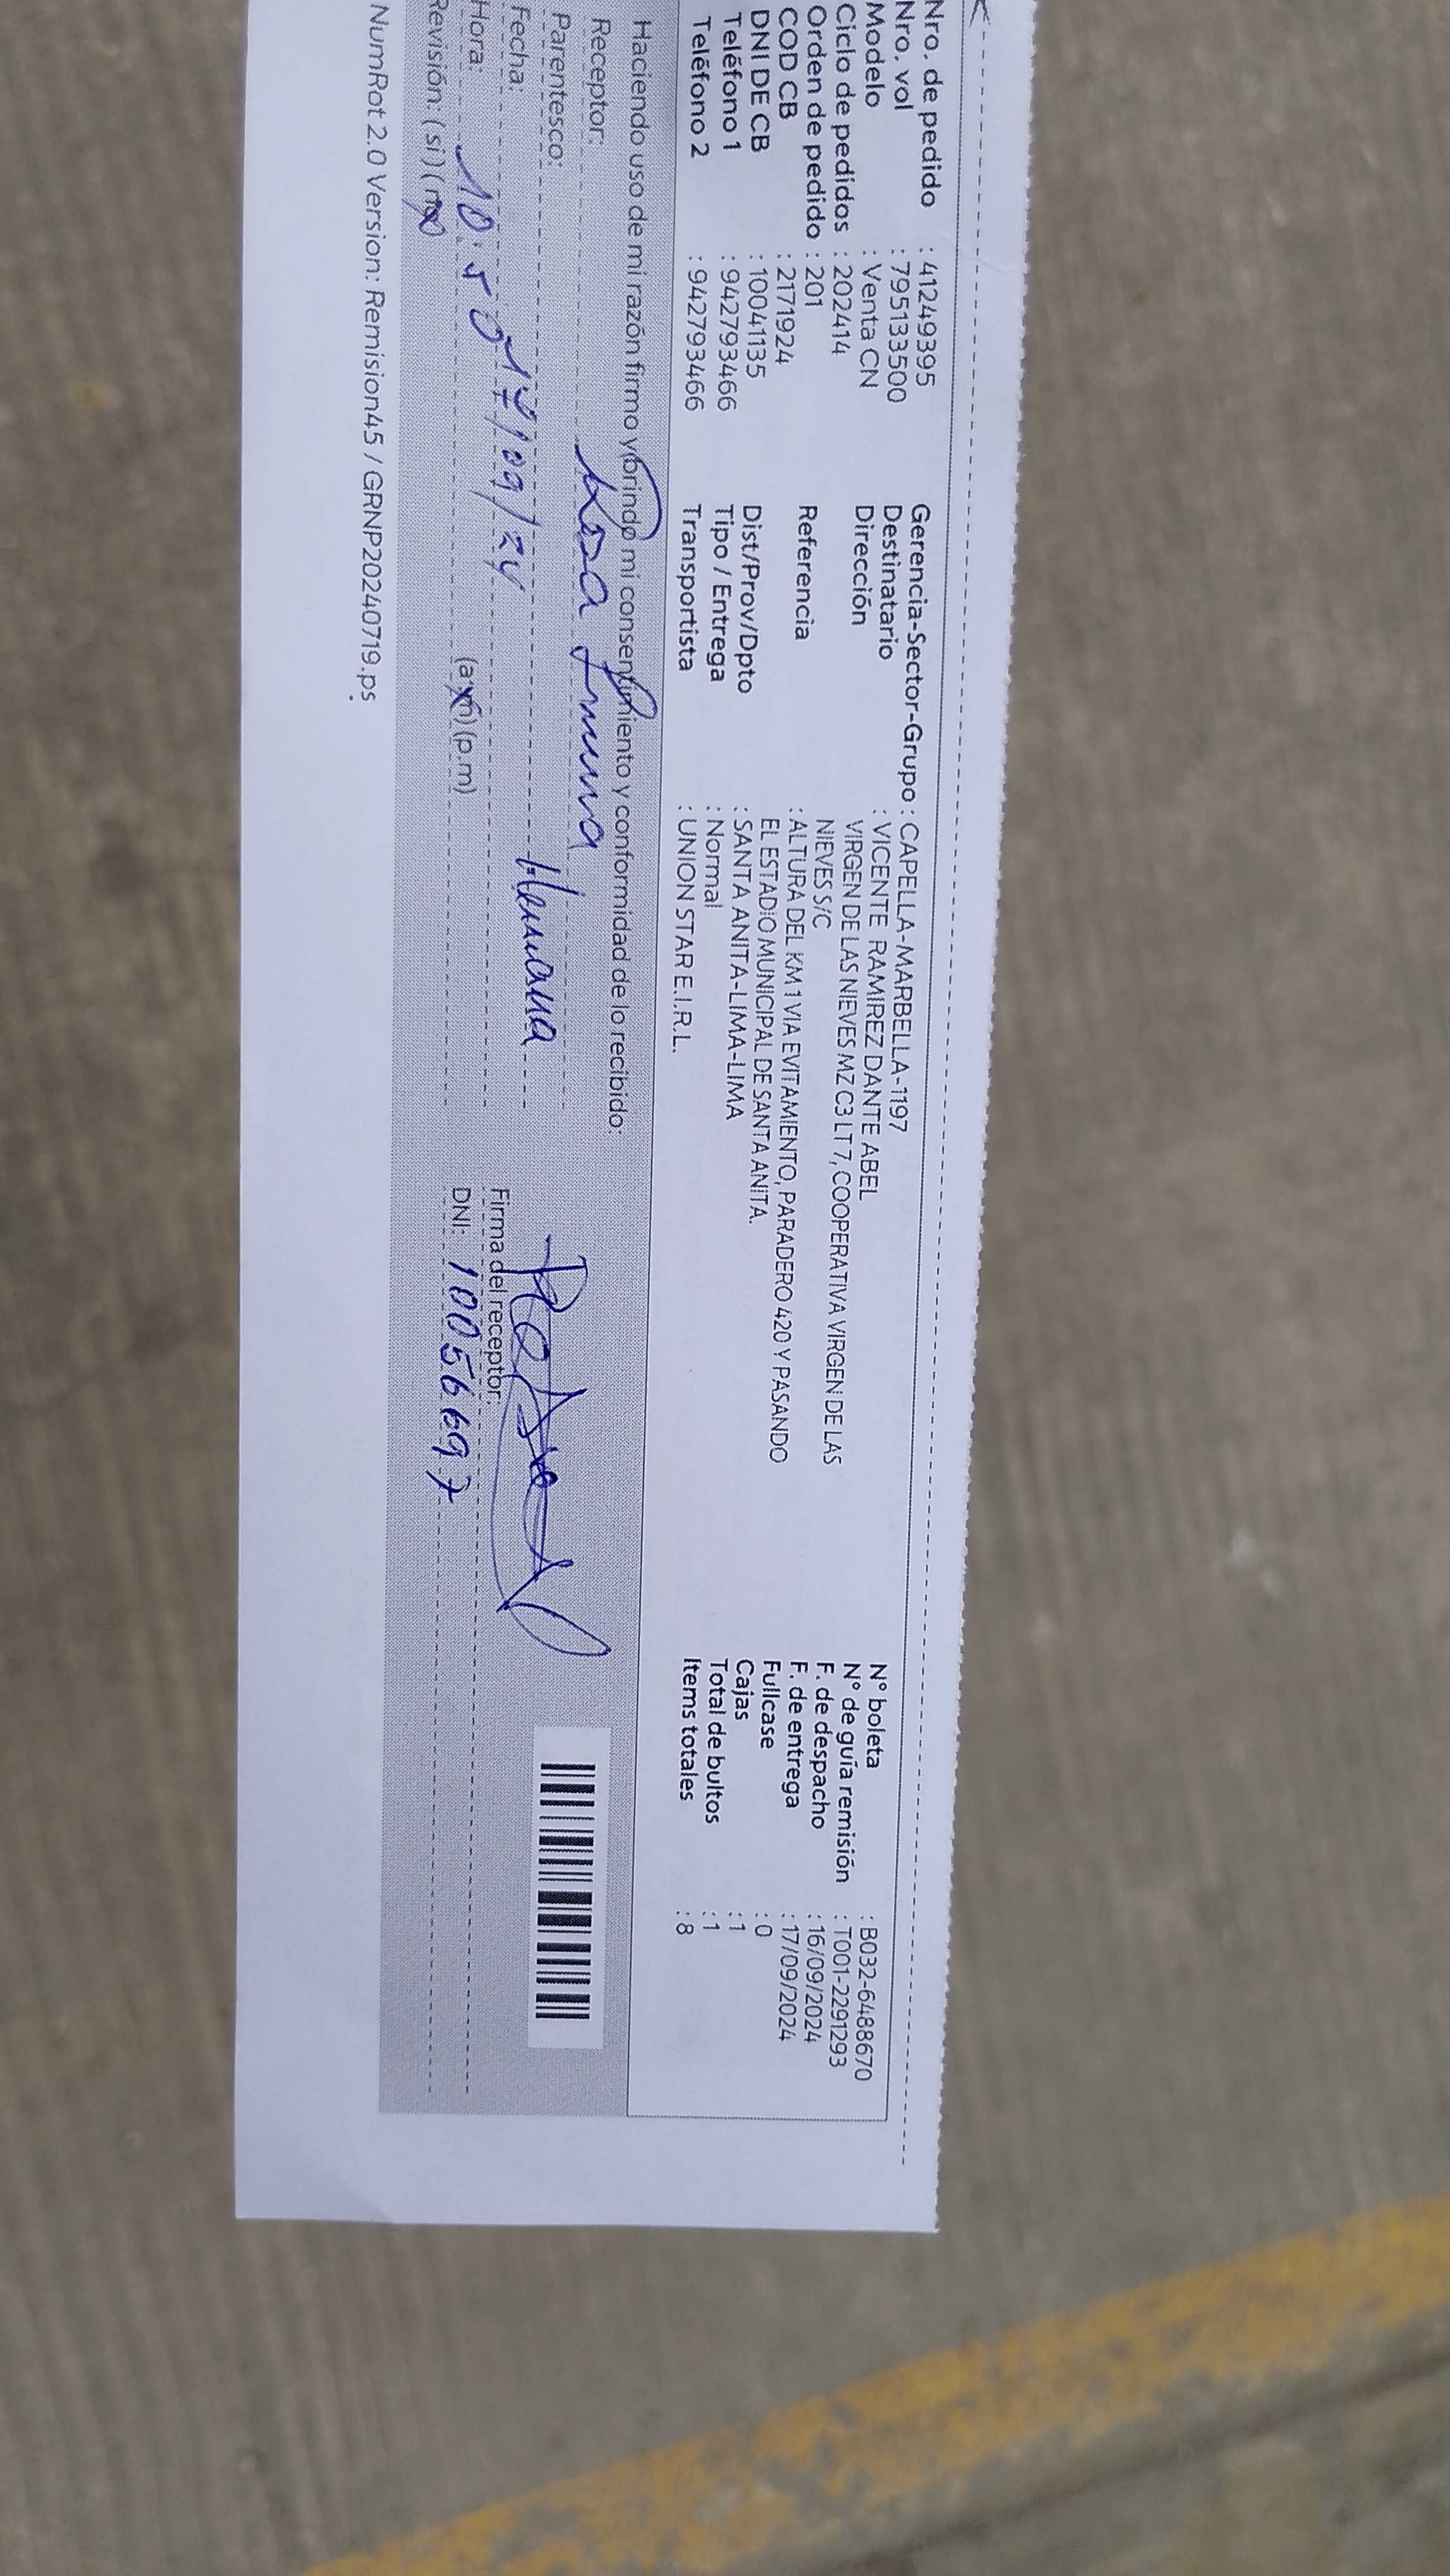 Nro. de pedido : 41249395
Nro. vol : 795133500
Modelo : Venta CN
Ciclo de pedidos : 202414
Orden de pedido : 201
COD CB : 2171924
DNI DE CB : 10041135
Teléfono 1 : 942793466
Teléfono 2 : 942793466
Gerencia-Sector-Grupo : CAPELLA-MARBELLA-1197
Destinatario : VICENTE RAMIREZ DANTE ABEL
Dirección VIRGEN DE LAS NIEVES MZ C3 LT 7, COOPERATIVA VIRGEN DE LAS
NIEVES S/C
Referencia : ALTURA DEL KM 1 VIA EVITAMIENTO, PARADERO 420 Y PASANDO
EL ESTADIO MUNICIPAL DE SANTA ANITA.
Dist/Prov/Dpto : SANTA ANITA-LIMA-LIMA
Tipo / Entrega : Normal
Transportista : UNION STAR E.I.R.L.
N° boleta : B032-6488670
N° de guía remisión : T001-2291293
F. de despacho : 16/09/2024
F. de entrega : 17/09/2024
Fullcase : 0
Cajas : 1
Total de bultos : 1
Items totales : 8
Haciendo uso de mi razón firmo y brindo mi consentimiento y conformidad de lo recibido:
Receptor: Rosa
Parentesco: Hermana
Fecha: 17/09/24
Hora: 10:50 (a.m) (p.m)
Revisión: (si) (no)
Firma del receptor:
DNI: 10056697
NumRot 2.0 Version: Remision45 / GRNP20240719.ps